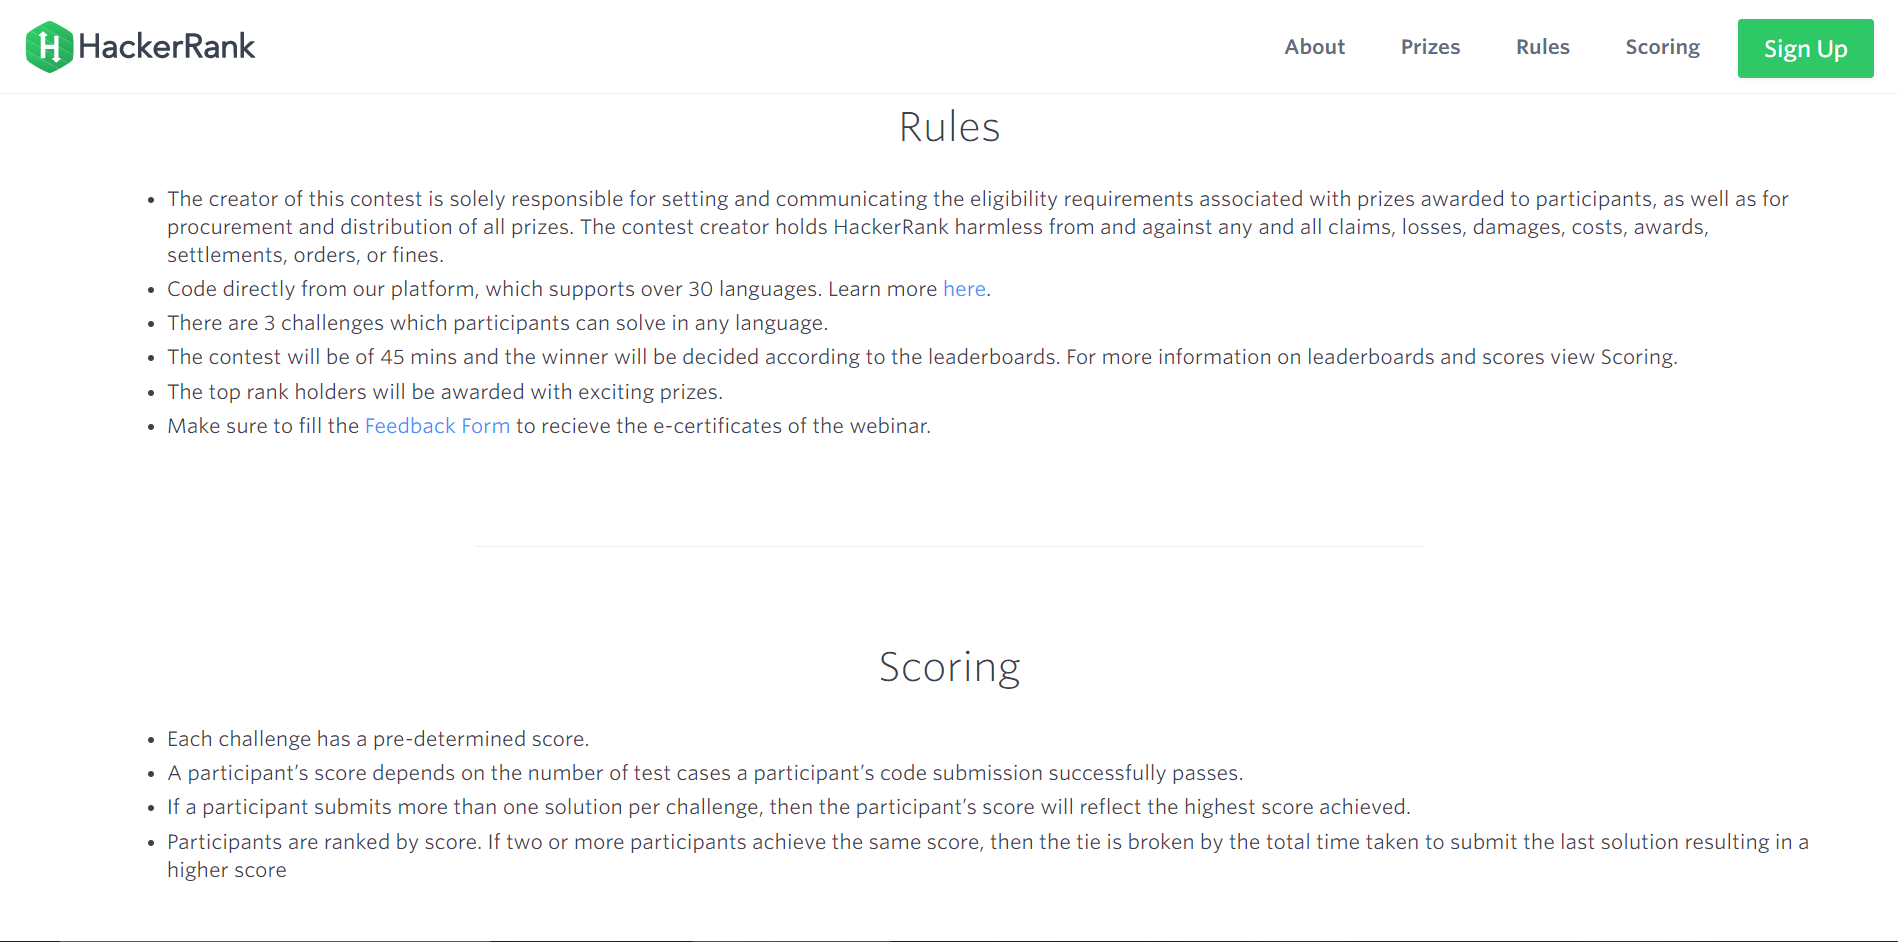 HackerRank
About Prizes Rules Scoring Sign Up
Rules
• The creator of this contest is solely responsible for setting and communicating the eligibility requirements associated with prizes awarded to participants, as well as for
procurement and distribution of all prizes. The contest creator holds HackerRank harmless from and against any and all claims, losses, damages, costs, awards,
settlements, orders, or fines.
• Code directly from our platform, which supports over 30 languages. Learn more here.
• There are 3 challenges which participants can solve in any language.
• The contest will be of 45 mins and the winner will be decided according to the leaderboards. For more information on leaderboards and scores view Scoring.
• The top rank holders will be awarded with exciting prizes.
• Make sure to fill the Feedback Form to recieve the e-certificates of the webinar.
Scoring
• Each challenge has a pre-determined score.
• A participant’s score depends on the number of test cases a participant’s code submission successfully passes.
• If a participant submits more than one solution per challenge, then the participant’s score will reflect the highest score achieved.
• Participants are ranked by score. If two or more participants achieve the same score, then the tie is broken by the total time taken to submit the last solution resulting in a
higher score